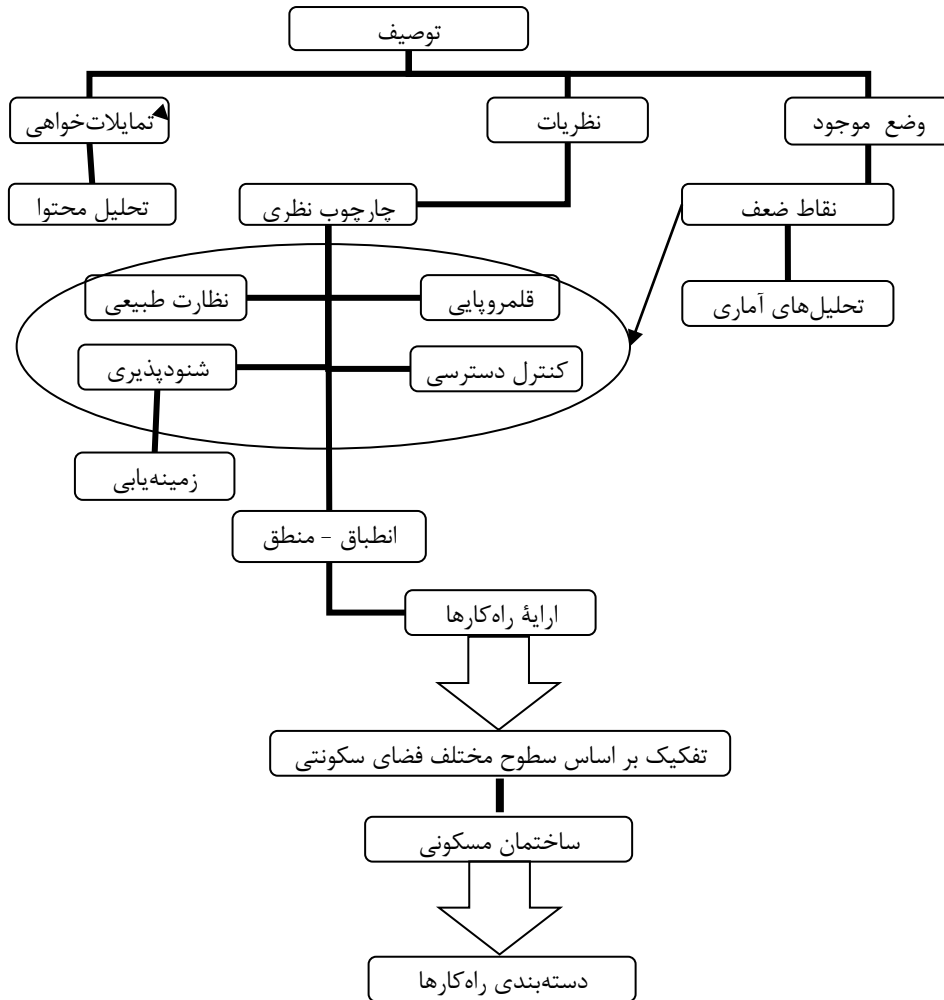 توصیف
وضع موجود
نظریات
تمایلات‌خواهی
نقاط ضعف
چارچوب نظری
تحلیل محتوا
تحلیل‌های آماری
قلمروپایی
نظارت طبیعی
کنترل دسترسی
شنودپذیری
زمینه‌یابی
انطباق - منطق
ارایۀ راه‌کارها
تفکیک بر اساس سطوح مختلف فضای سکونتی
ساختمان مسکونی
دسته‌بندی راه‌کارها